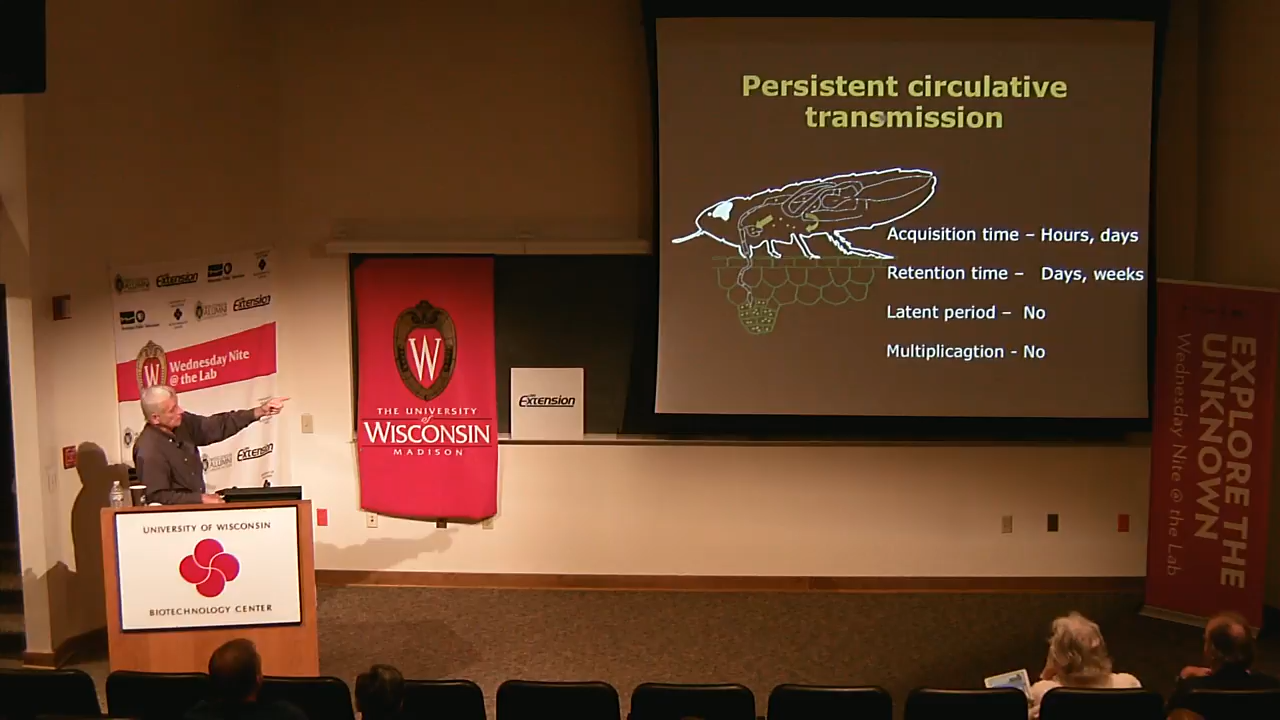 Persistent circulative
transmission
Acquisition time – Hours, days
Retention time – Days, weeks
Latent period – No
Multiplicagtion - No
Extension
Extension
Wednesday Nite
@ the Lab
W
ALUMNI
Extension
W
THE UNIVERSITY
of
WISCONSIN
MADISON
Extension
UNIVERSITY OF WISCONSIN
BIOTECHNOLOGY CENTER
EXPLORE THE
UNKNOWN
Wednesday Nite @ the Lab